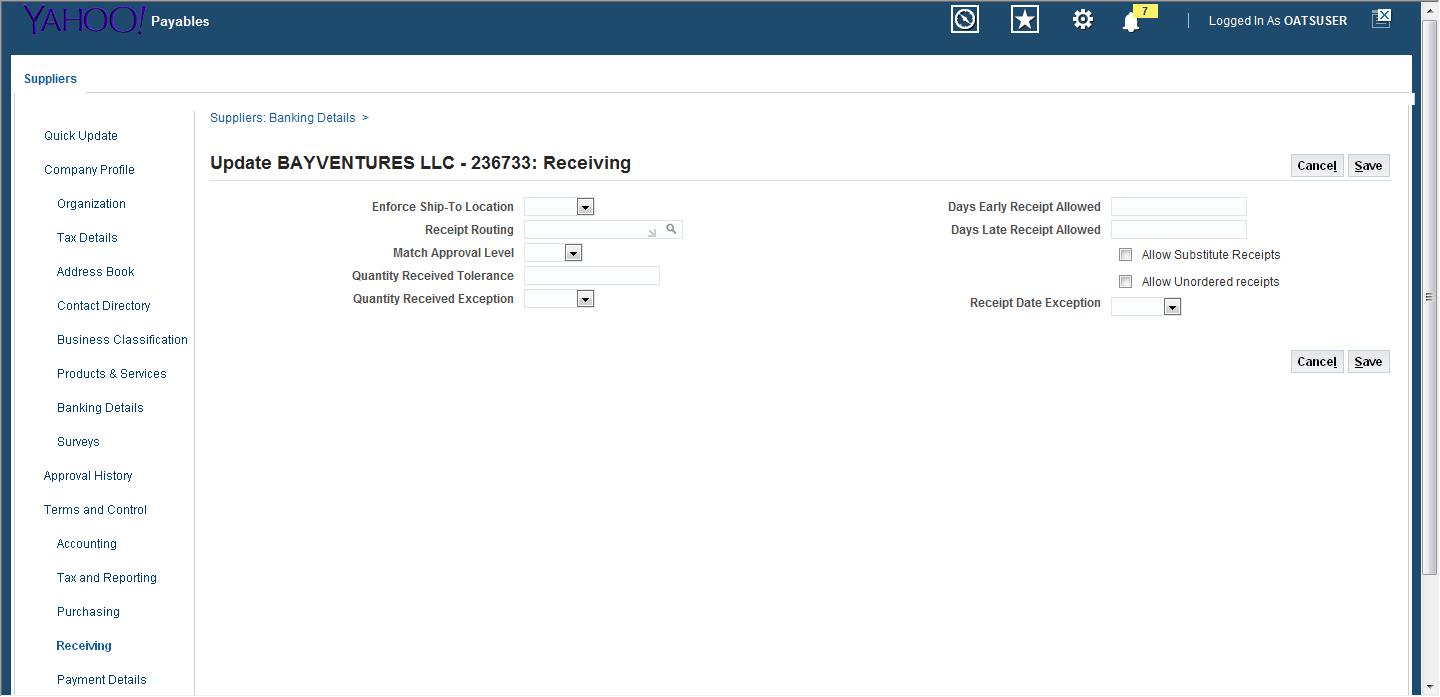 YAHOO! Payables
7
Logged In As OATSUSER
Suppliers
Quick Update
Company Profile
Organization
Tax Details
Address Book
Contact Directory
Business Classification
Products & Services
Banking Details
Surveys
Approval History
Terms and Control
Accounting
Tax and Reporting
Purchasing
Receiving
Payment Details
Suppliers: Banking Details >
Update BAYVENTURES LLC - 236733: Receiving
Cancel Save
Enforce Ship-To Location
Receipt Routing
Match Approval Level
Quantity Received Tolerance
Quantity Received Exception
Days Early Receipt Allowed
Days Late Receipt Allowed
Allow Substitute Receipts
Allow Unordered receipts
Receipt Date Exception
Cancel Save